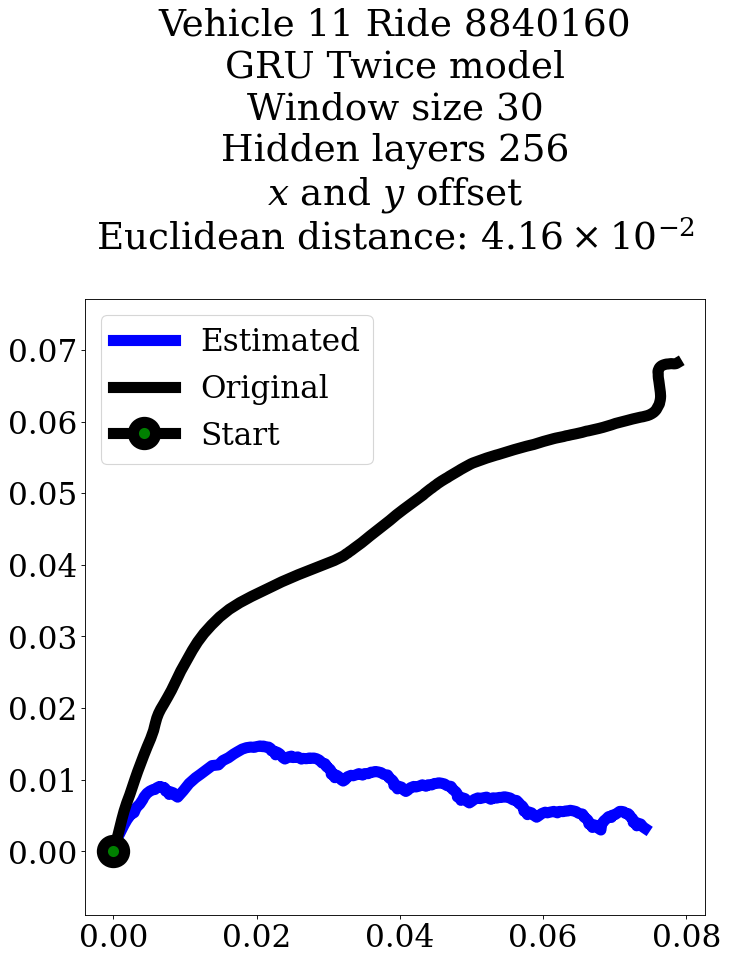 Vehicle 11 Ride 8840160
GRU Twice model
Window size 30
Hidden layers 256
x and y offset
Euclidean distance: 4.16 × 10⁻²
Estimated
Original
Start
0.07
0.06
0.05
0.04
0.03
0.02
0.01
0.00
0.00 0.02 0.04 0.06 0.08